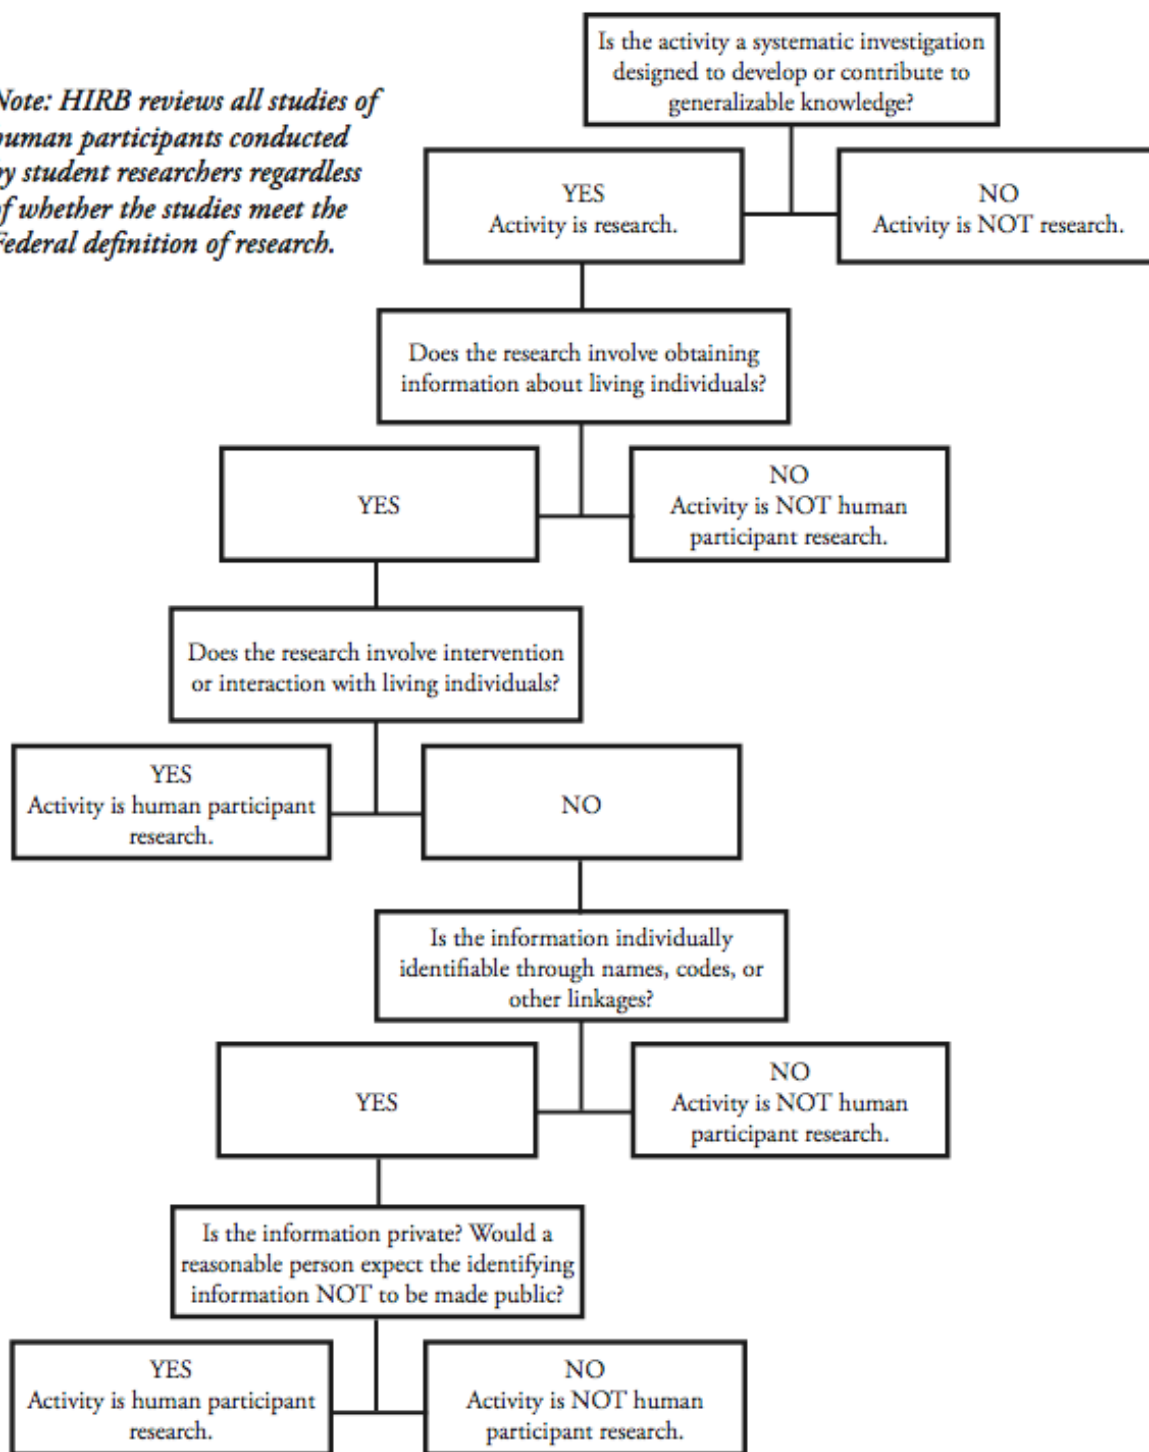 Is the activity a systematic investigation
designed to develop or contribute to
generalizable knowledge?
Note: HIRB reviews all studies of
human participants conducted
by student researchers regardless
of whether the studies meet the
Federal definition of research.
YES
Activity is research.
NO
Activity is NOT research.
Does the research involve obtaining
information about living individuals?
YES
NO
Activity is NOT human
participant research.
Does the research involve intervention
or interaction with living individuals?
YES
Activity is human participant
research.
NO
Is the information individually
identifiable through names, codes, or
other linkages?
YES
NO
Activity is NOT human
participant research.
Is the information private? Would a
reasonable person expect the identifying
information NOT to be made public?
YES
Activity is human participant
research.
NO
Activity is NOT human
participant research.